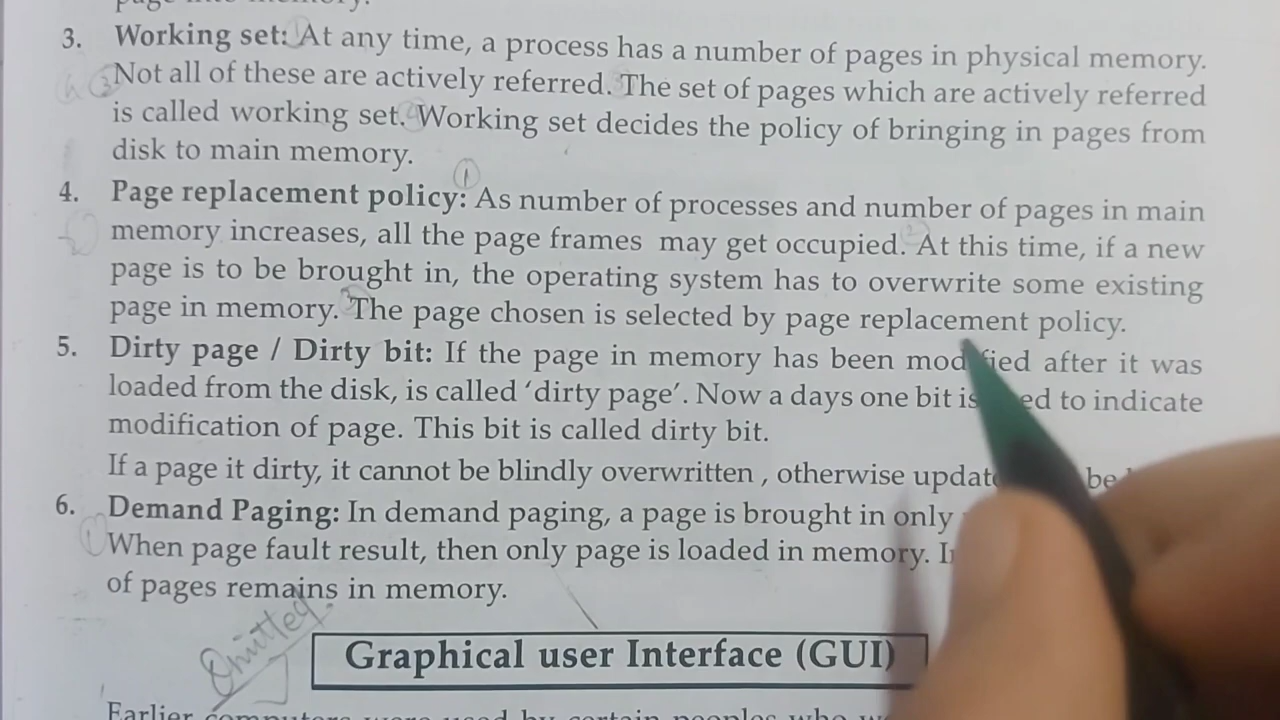 page into memory.
3. Working set: At any time, a process has a number of pages in physical memory.
Not all of these are actively referred. The set of pages which are actively referred
is called working set. Working set decides the policy of bringing in pages from
disk to main memory.
4. Page replacement policy: As number of processes and number of pages in main
memory increases, all the page frames may get occupied. At this time, if a new
page is to be brought in, the operating system has to overwrite some existing
page in memory. The page chosen is selected by page replacement policy.
5. Dirty page / Dirty bit: If the page in memory has been modified after it was
loaded from the disk, is called 'dirty page'. Now a days one bit is to indicate
modification of page. This bit is called dirty bit.
If a page it dirty, it cannot be blindly overwritten , otherwise be
6. Demand Paging: In demand paging, a page is brought in only
When page fault result, then only page is loaded in memory.
of pages remains in memory.
Omitted
Graphical user Interface (GUI)
Earlier computers were used by certain peoples who